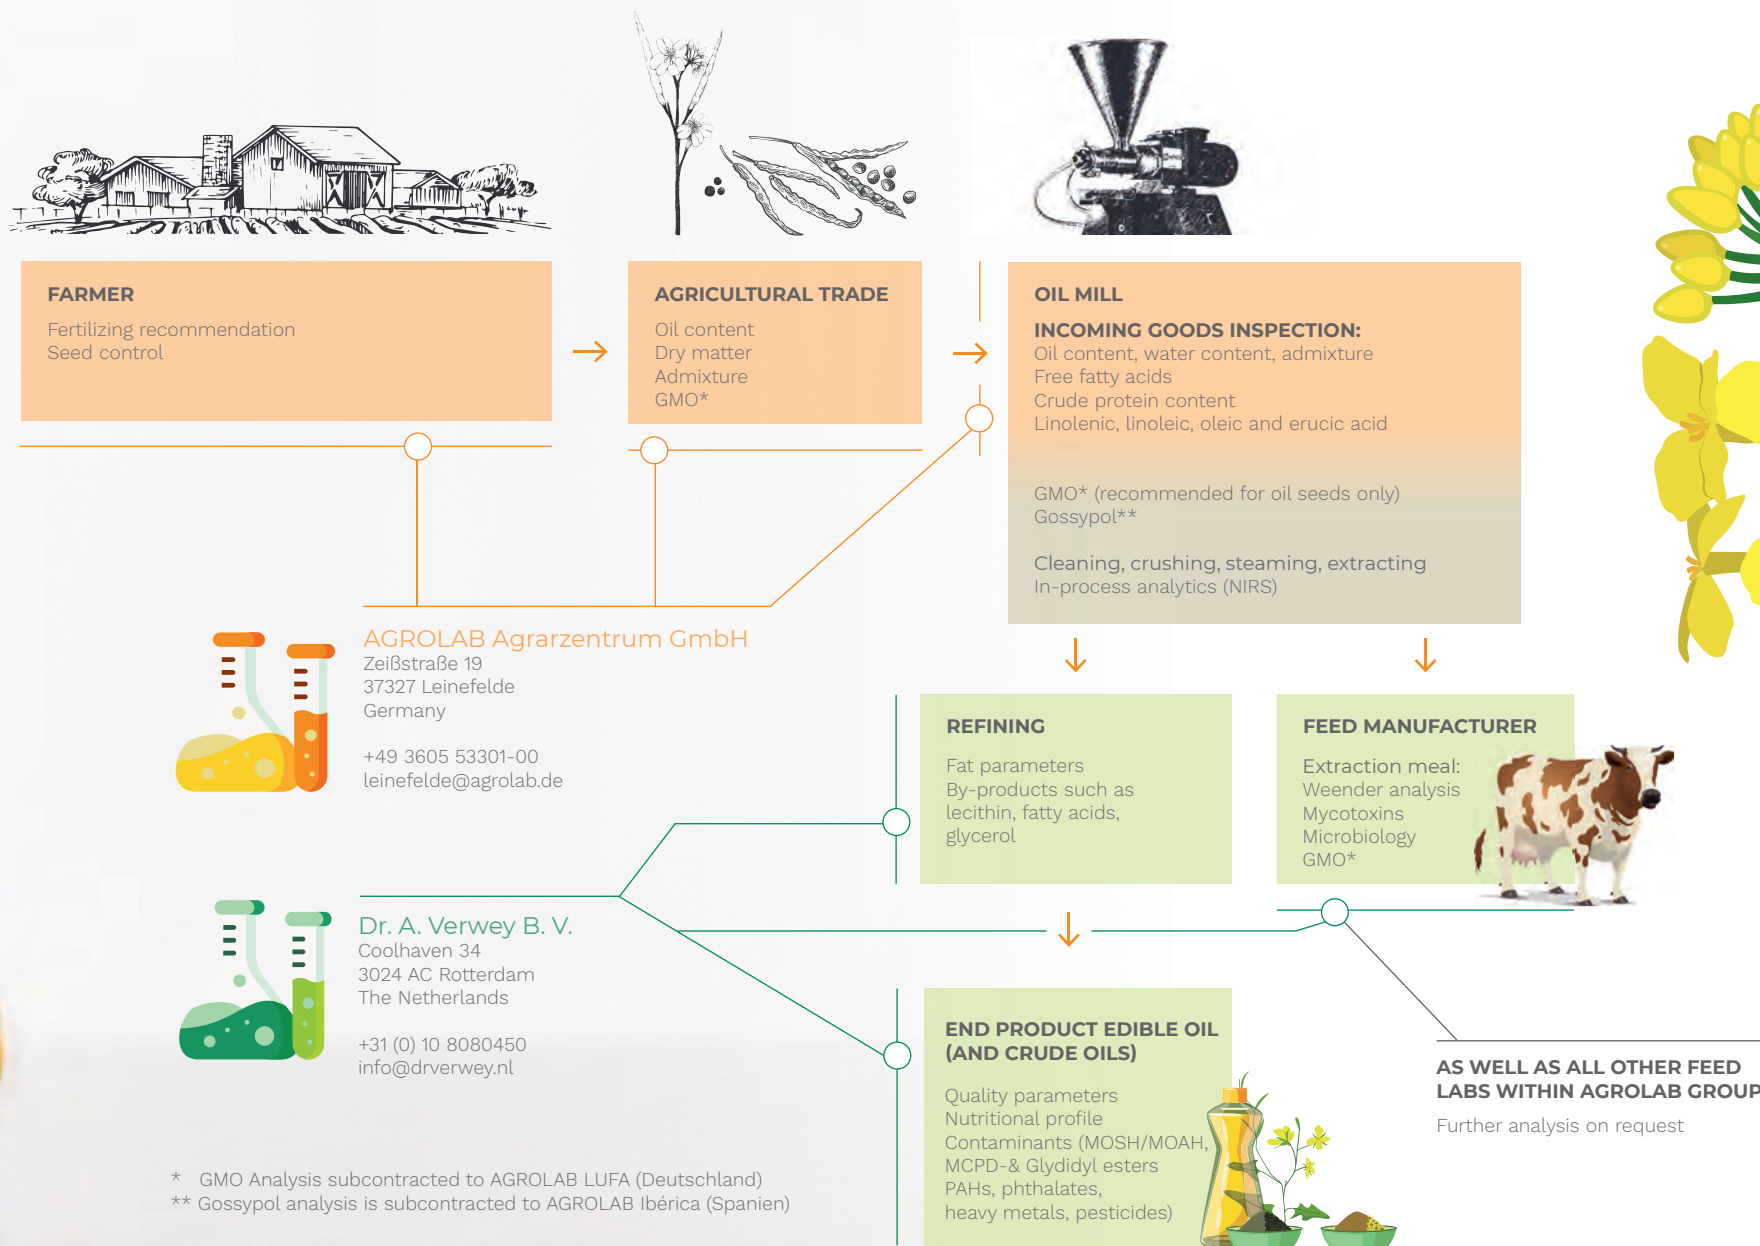 FARMER
Fertilizing recommendation
Seed control
AGRICULTURAL TRADE
Oil content
Dry matter
Admixture
GMO*
OIL MILL
INCOMING GOODS INSPECTION:
Oil content, water content, admixture
Free fatty acids
Crude protein content
Linolenic, linoleic, oleic and erucic acid
GMO* (recommended for oil seeds only)
Gossypol**
Cleaning, crushing, steaming, extracting
In-process analytics (NIRS)
AGROLAB Agrarzentrum GmbH
Zeißstraße 19
37327 Leinefelde
Germany
+49 3605 53301-00
leinefelde@agrolab.de
REFINING
Fat parameters
By-products such as
lecithin, fatty acids,
glycerol
FEED MANUFACTURER
Extraction meal:
Weender analysis
Mycotoxins
Microbiology
GMO*
Dr. A. Verwey B. V.
Coolhaven 34
3024 AC Rotterdam
The Netherlands
+31 (0) 10 8080450
info@drverwey.nl
END PRODUCT EDIBLE OIL
(AND CRUDE OILS)
Quality parameters
Nutritional profile
Contaminants (MOSH/MOAH,
MCPD-& Glydidyl esters
PAHs, phthalates,
heavy metals, pesticides)
AS WELL AS ALL OTHER FEED
LABS WITHIN AGROLAB GROUP
Further analysis on request
* GMO Analysis subcontracted to AGROLAB LUFA (Deutschland)
** Gossypol analysis is subcontracted to AGROLAB Ibérica (Spanien)